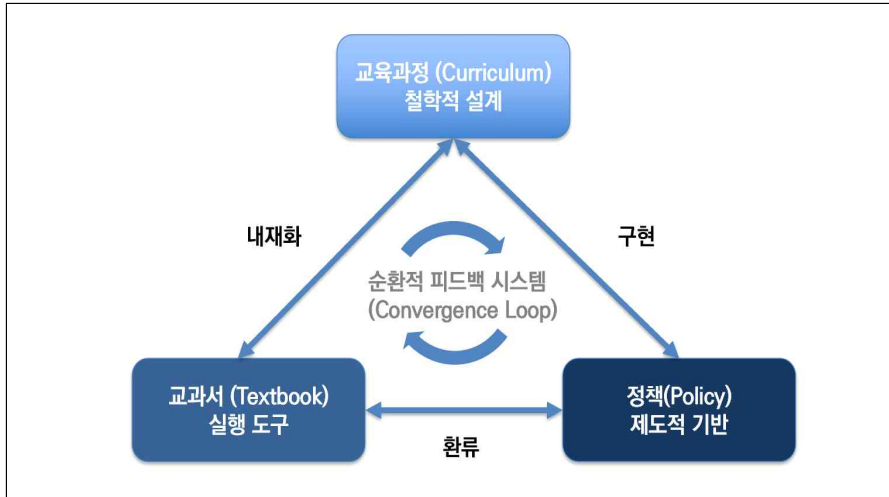 교육과정 (Curriculum)
철학적 설계
내재화
구현
순환적 피드백 시스템
(Convergence Loop)
교과서 (Textbook)
실행 도구
정책(Policy)
제도적 기반
환류